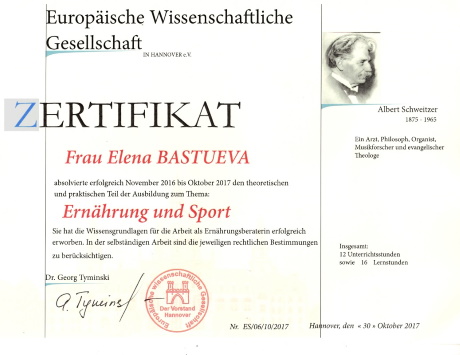 Europäische Wissenschaftliche
Gesellschaft
IN HANNOVER e.V.
ZERTIFIKAT
Albert Schweitzer
1875 - 1965
Ein Arzt, Philosoph, Organist,
Musikforscher und evangelischer
Theologe
Frau Elena BASTUEVA
absolvierte erfolgreich November 2016 bis Oktober 2017 den theoretischen
und praktischen Teil der Ausbildung zum Thema:
Ernährung und Sport
Sie hat die Wissensgrundlagen für die Arbeit als Ernährungsberaterin erfolgreich
erworben. In der selbständigen Arbeit sind die jeweiligen rechtlichen Bestimmungen
zu berücksichtigen.
Insgesamt:
12 Unterrichtsstunden
sowie 16 Lernstunden
Dr. Georg Tyminski
Europäische wissenschaftliche Gesellschaft
Der Vorstand
Hannover
Nr. ES/06/10/2017
Hannover, den « 30 » Oktober 2017